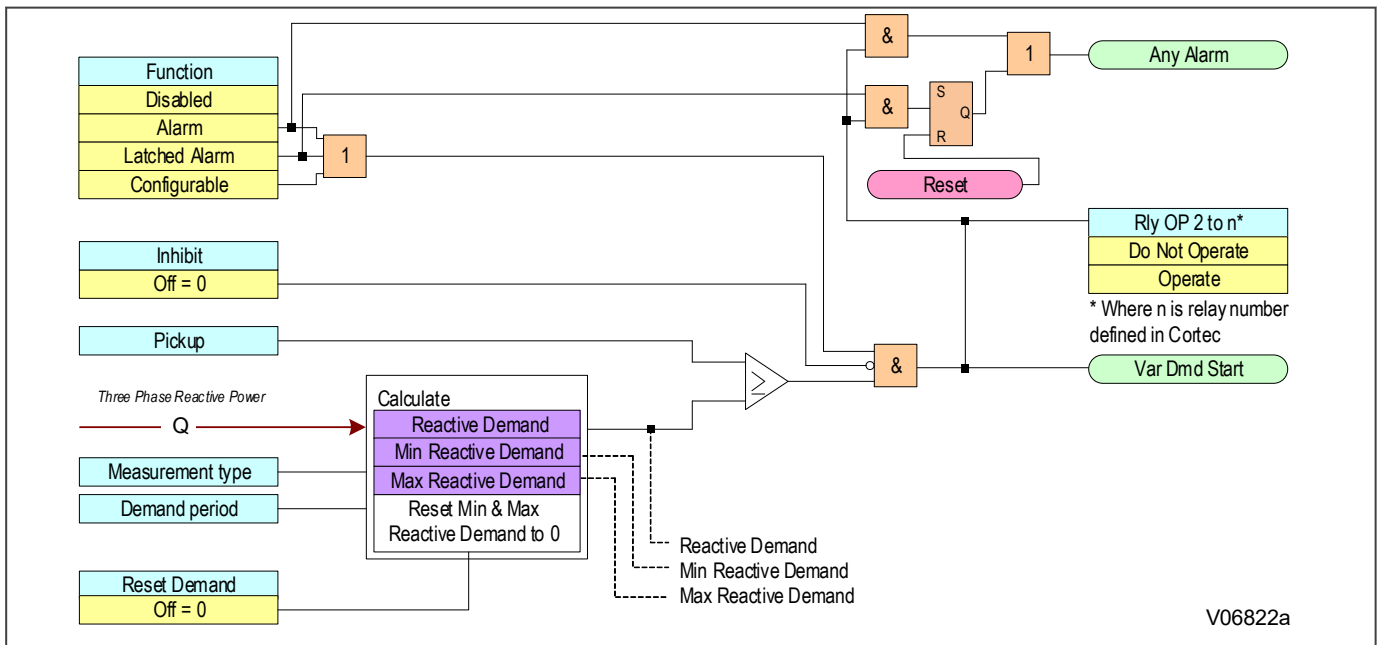 Function
Disabled
Alarm
Latched Alarm
Configurable
1
&
&
S
Q
R
1
Any Alarm
Reset
Rly OP 2 to n*
Do Not Operate
Operate
* Where n is relay number
defined in Cortec
Inhibit
Off = 0
Pickup
≥
&
Var Dmd Start
Three Phase Reactive Power
Q
Measurement type
Demand period
Calculate
Reactive Demand
Min Reactive Demand
Max Reactive Demand
Reset Min & Max
Reactive Demand to 0
Reset Demand
Off = 0
Reactive Demand
Min Reactive Demand
Max Reactive Demand
V06822a